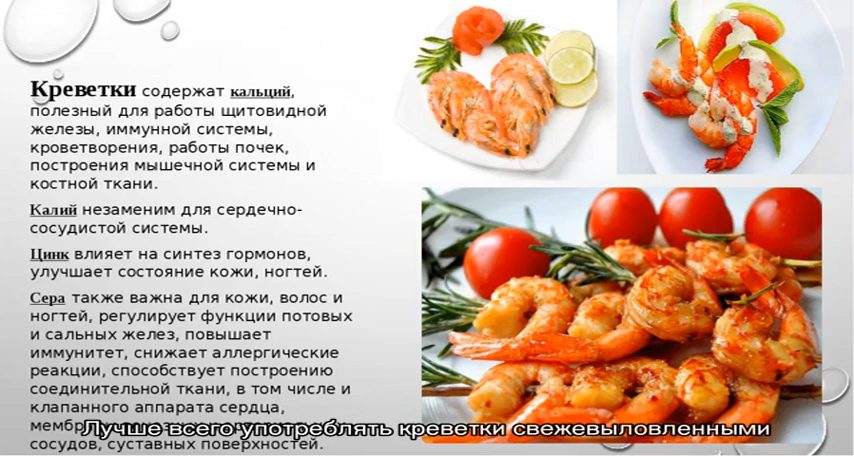 Креветки содержат кальций,
полезный для работы щитовидной
железы, иммунной системы,
кроветворения, работы почек,
построения мышечной системы и
костной ткани.
Калий незаменим для сердечно-
сосудистой системы.
Цинк влияет на синтез гормонов,
улучшает состояние кожи, ногтей.
Сера также важна для кожи, волос и
ногтей, регулирует функции потовых
и сальных желез, повышает
иммунитет, снижает аллергические
реакции, способствует построению
соединительной ткани, в том числе и
клапанного аппарата сердца,
Лучше всего употреблять креветки свежевыловленными
сосудов, суставных поверхностей.